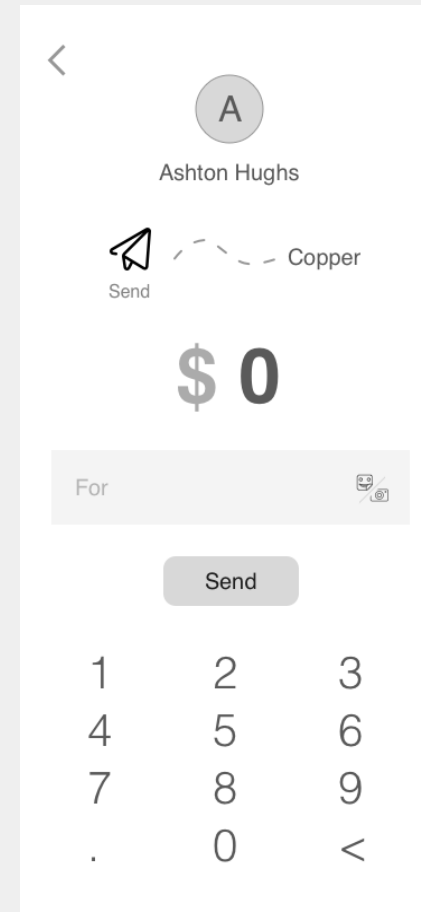 A
Ashton Hughs
Copper
Send
$ 0
For
Send
1 2 3
4 5 6
7 8 9
. 0 <